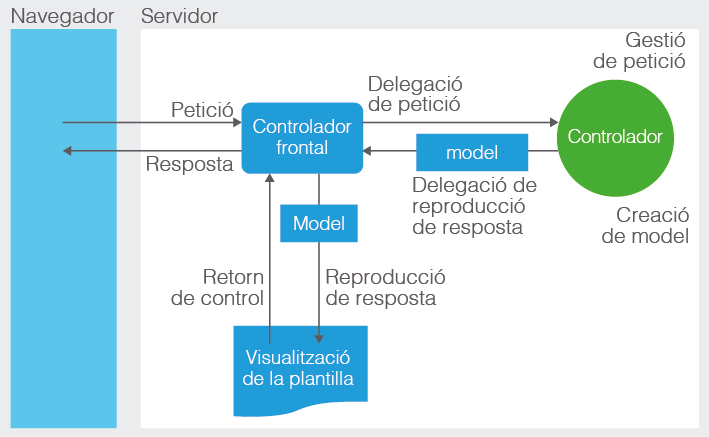 Navegador
Servidor
Gestió
de petició
Petició
Delegació
de petició
Controlador
frontal
Controlador
Resposta
model
Delegació de
reproducció
de resposta
Creació
de model
Model
Retorn
de control
Reproducció
de resposta
Visualització
de la plantilla